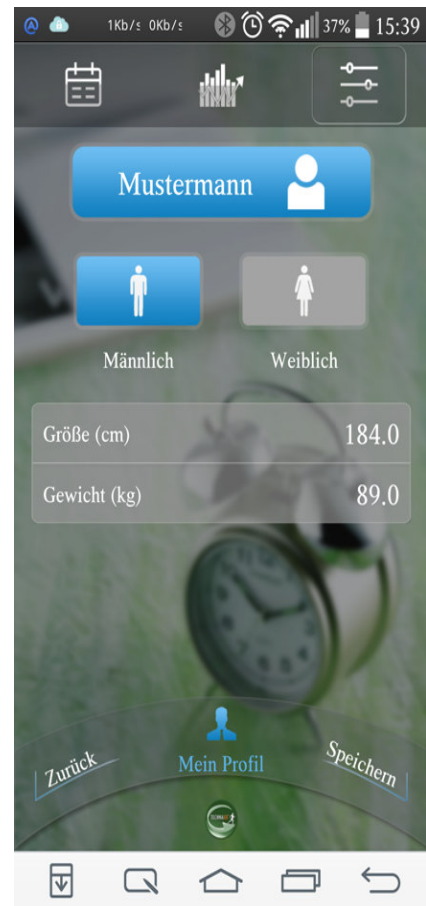 1Kb/s 0Kb/s 37% 15:39
Mustermann
Männlich Weiblich
Größe (cm) 184.0
Gewicht (kg) 89.0
Zurück Mein Profil Speichern